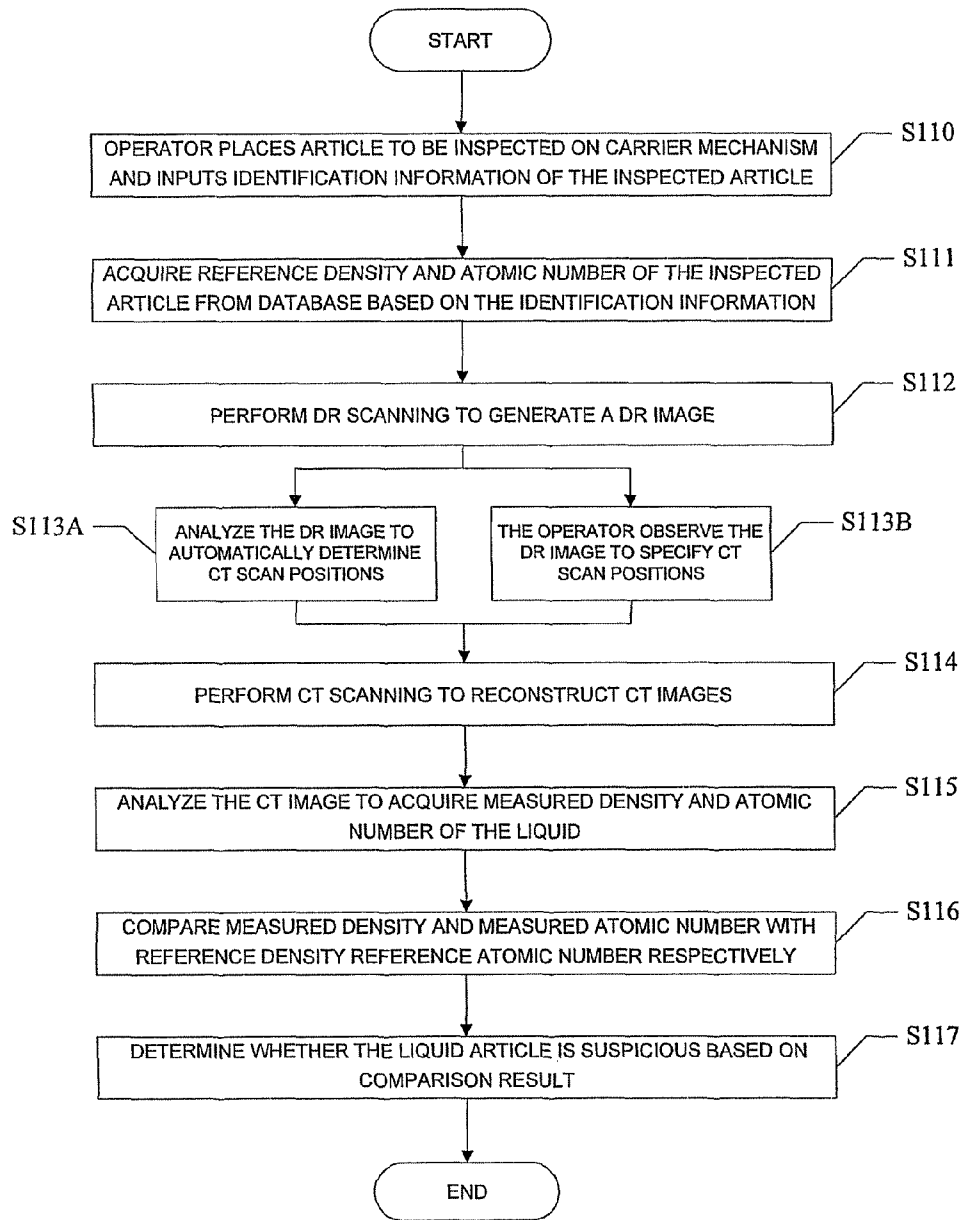 START
S110
OPERATOR PLACES ARTICLE TO BE INSPECTED ON CARRIER MECHANISM
AND INPUTS IDENTIFICATION INFORMATION OF THE INSPECTED ARTICLE
S111
ACQUIRE REFERENCE DENSITY AND ATOMIC NUMBER OF THE INSPECTED
ARTICLE FROM DATABASE BASED ON THE IDENTIFICATION INFORMATION
S112
PERFORM DR SCANNING TO GENERATE A DR IMAGE
S113A
ANALYZE THE DR IMAGE TO
AUTOMATICALLY DETERMINE
CT SCAN POSITIONS
S113B
THE OPERATOR OBSERVE THE
DR IMAGE TO SPECIFY CT
SCAN POSITIONS
S114
PERFORM CT SCANNING TO RECONSTRUCT CT IMAGES
S115
ANALYZE THE CT IMAGE TO ACQUIRE MEASURED DENSITY AND ATOMIC
NUMBER OF THE LIQUID
S116
COMPARE MEASURED DENSITY AND MEASURED ATOMIC NUMBER WITH
REFERENCE DENSITY REFERENCE ATOMIC NUMBER RESPECTIVELY
S117
DETERMINE WHETHER THE LIQUID ARTICLE IS SUSPICIOUS BASED ON
COMPARISON RESULT
END